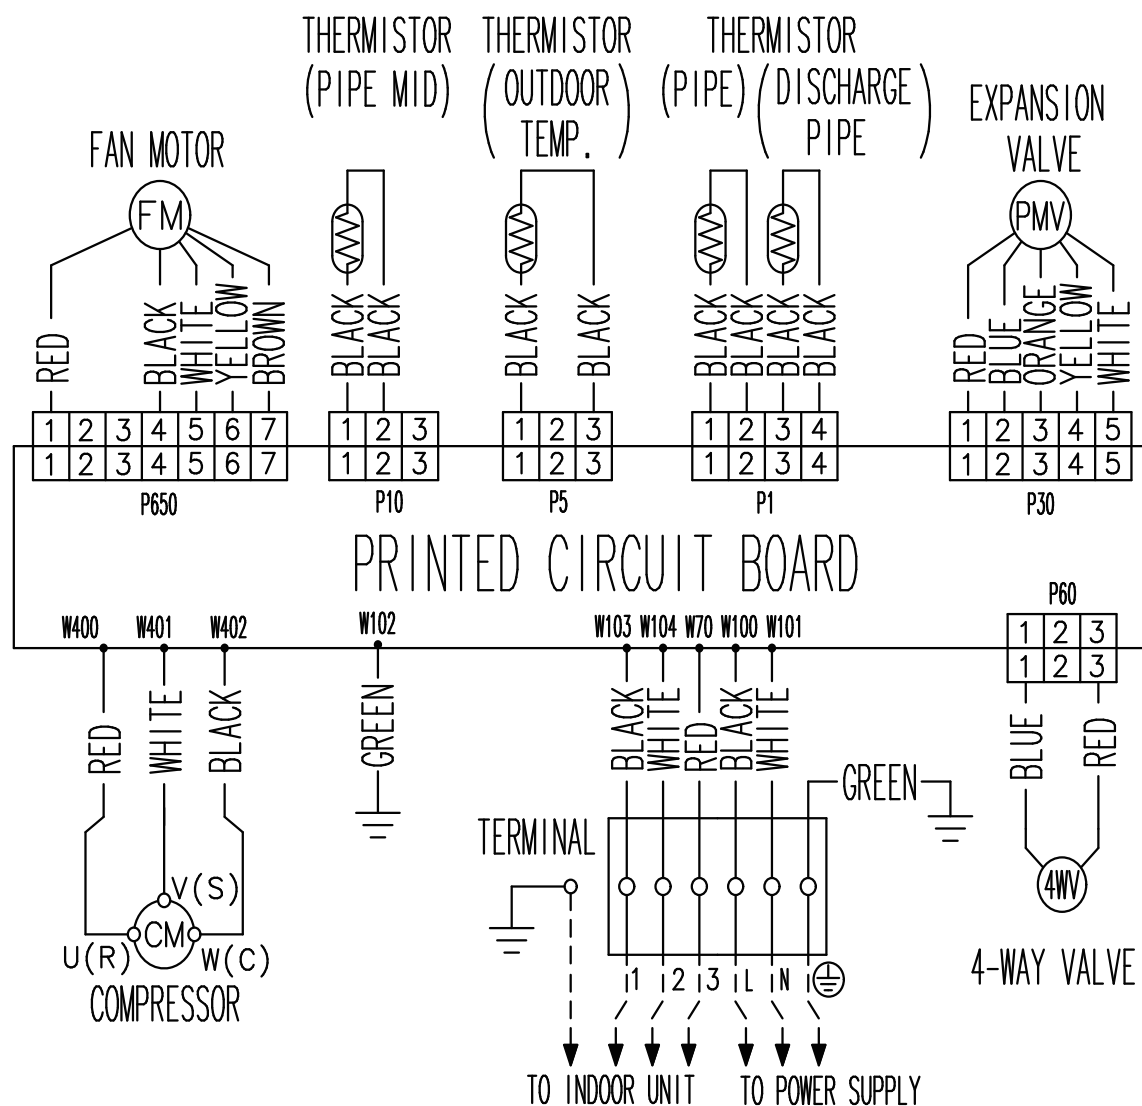 THERMISTOR THERMISTOR THERMISTOR
(PIPE MID) (OUTDOOR TEMP.) (PIPE) (DISCHARGE PIPE)
EXPANSION
VALVE
FAN MOTOR
FM
PMV
RED BLACK WHITE YELLOW BROWN
BLACK BLACK
BLACK BLACK
BLACK BLACK BLACK BLACK
RED BLUE ORANGE YELLOW WHITE
1 2 3 4 5 6 7
1 2 3 4 5 6 7
P650
1 2 3
1 2 3
P10
1 2 3
1 2 3
P5
1 2 3 4
1 2 3 4
P1
1 2 3 4 5
1 2 3 4 5
P30
PRINTED CIRCUIT BOARD
W400 W401 W402 W102 W103 W104 W70 W100 W101
P60
1 2 3
1 2 3
RED WHITE BLACK
GREEN
BLACK WHITE RED BLACK WHITE
GREEN
BLUE RED
TERMINAL
V(S)
CM
U(R) W(C)
COMPRESSOR
4WV
4-WAY VALVE
1 2 3 L N
TO INDOOR UNIT TO POWER SUPPLY